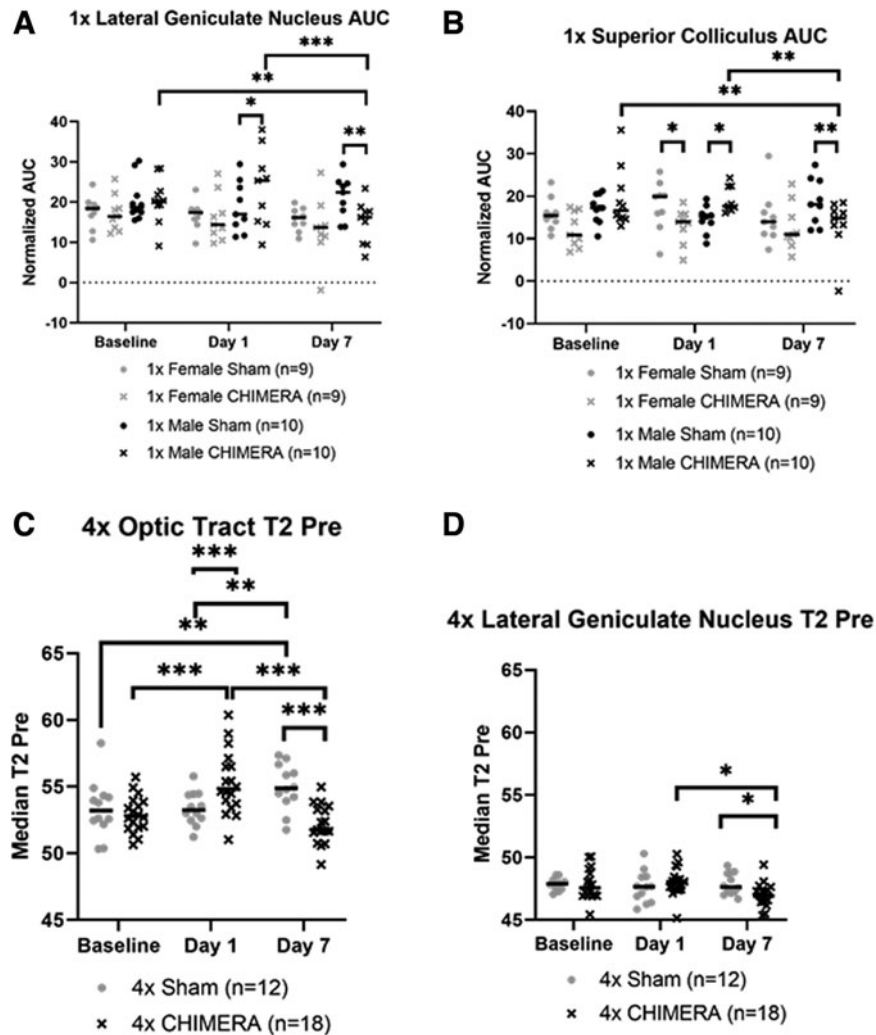 A
1x Lateral Geniculate Nucleus AUC
***
**
*
**
40
30
20
10
0
-10
Normalized AUC
Baseline Day 1 Day 7
1x Female Sham (n=9)
1x Female CHIMERA (n=9)
1x Male Sham (n=10)
1x Male CHIMERA (n=10)
B
1x Superior Colliculus AUC
**
**
* * **
40
30
20
10
0
-10
Normalized AUC
Baseline Day 1 Day 7
1x Female Sham (n=9)
1x Female CHIMERA (n=9)
1x Male Sham (n=10)
1x Male CHIMERA (n=10)
C
4x Optic Tract T2 Pre
***
**
**
*** ***
***
65
60
55
50
45
Median T2 Pre
Baseline Day 1 Day 7
4x Sham (n=12)
4x CHIMERA (n=18)
D
4x Lateral Geniculate Nucleus T2 Pre
*
*
65
60
55
50
45
Median T2 Pre
Baseline Day 1 Day 7
4x Sham (n=12)
4x CHIMERA (n=18)